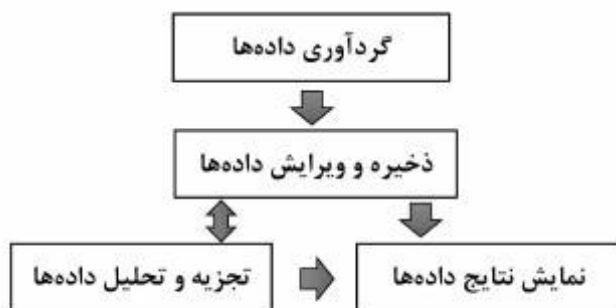 گردآوری داده‌ها
ذخیره و ویرایش داده‌ها
نمایش نتایج داده‌ها
تجزیه و تحلیل داده‌ها